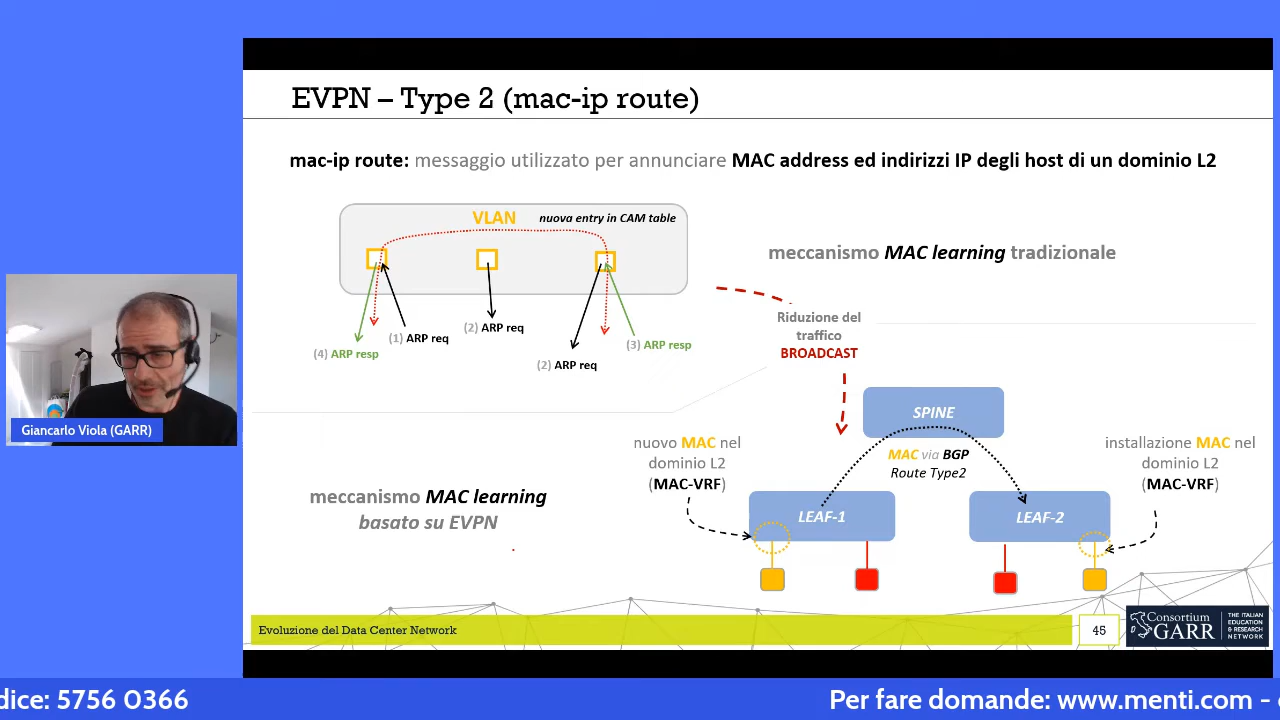 EVPN – Type 2 (mac-ip route)
mac-ip route: messaggio utilizzato per annunciare MAC address ed indirizzi IP degli host di un dominio L2
VLAN
nuova entry in CAM table
meccanismo MAC learning tradizionale
(1) ARP req
(2) ARP req
(2) ARP req
(3) ARP resp
(4) ARP resp
Riduzione del
traffico
BROADCAST
SPINE
MAC via BGP
Route Type2
nuovo MAC nel
dominio L2
(MAC-VRF)
installazione MAC nel
dominio L2
(MAC-VRF)
meccanismo MAC learning
basato su EVPN
LEAF-1
LEAF-2
Giancarlo Viola (GARR)
Evoluzione del Data Center Network
45
Consortium
GARR
THE ITALIAN
EDUCATION
& RESEARCH
NETWORK
dice: 5756 0366
Per fare domande: www.menti.com -